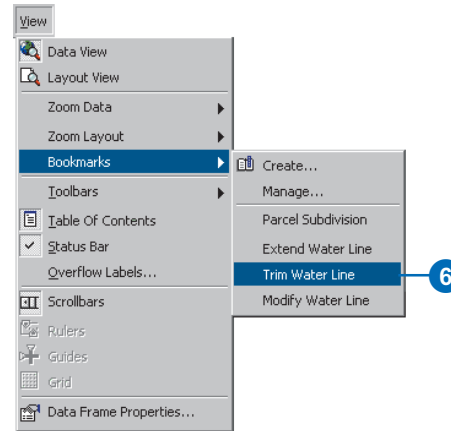 View
Data View
Layout View
Zoom Data
Zoom Layout
Bookmarks
Toolbars
Table Of Contents
Status Bar
Overflow Labels...
Scrollbars
Rulers
Guides
Grid
Data Frame Properties...
Create...
Manage...
Parcel Subdivision
Extend Water Line
Trim Water Line
6
Modify Water Line